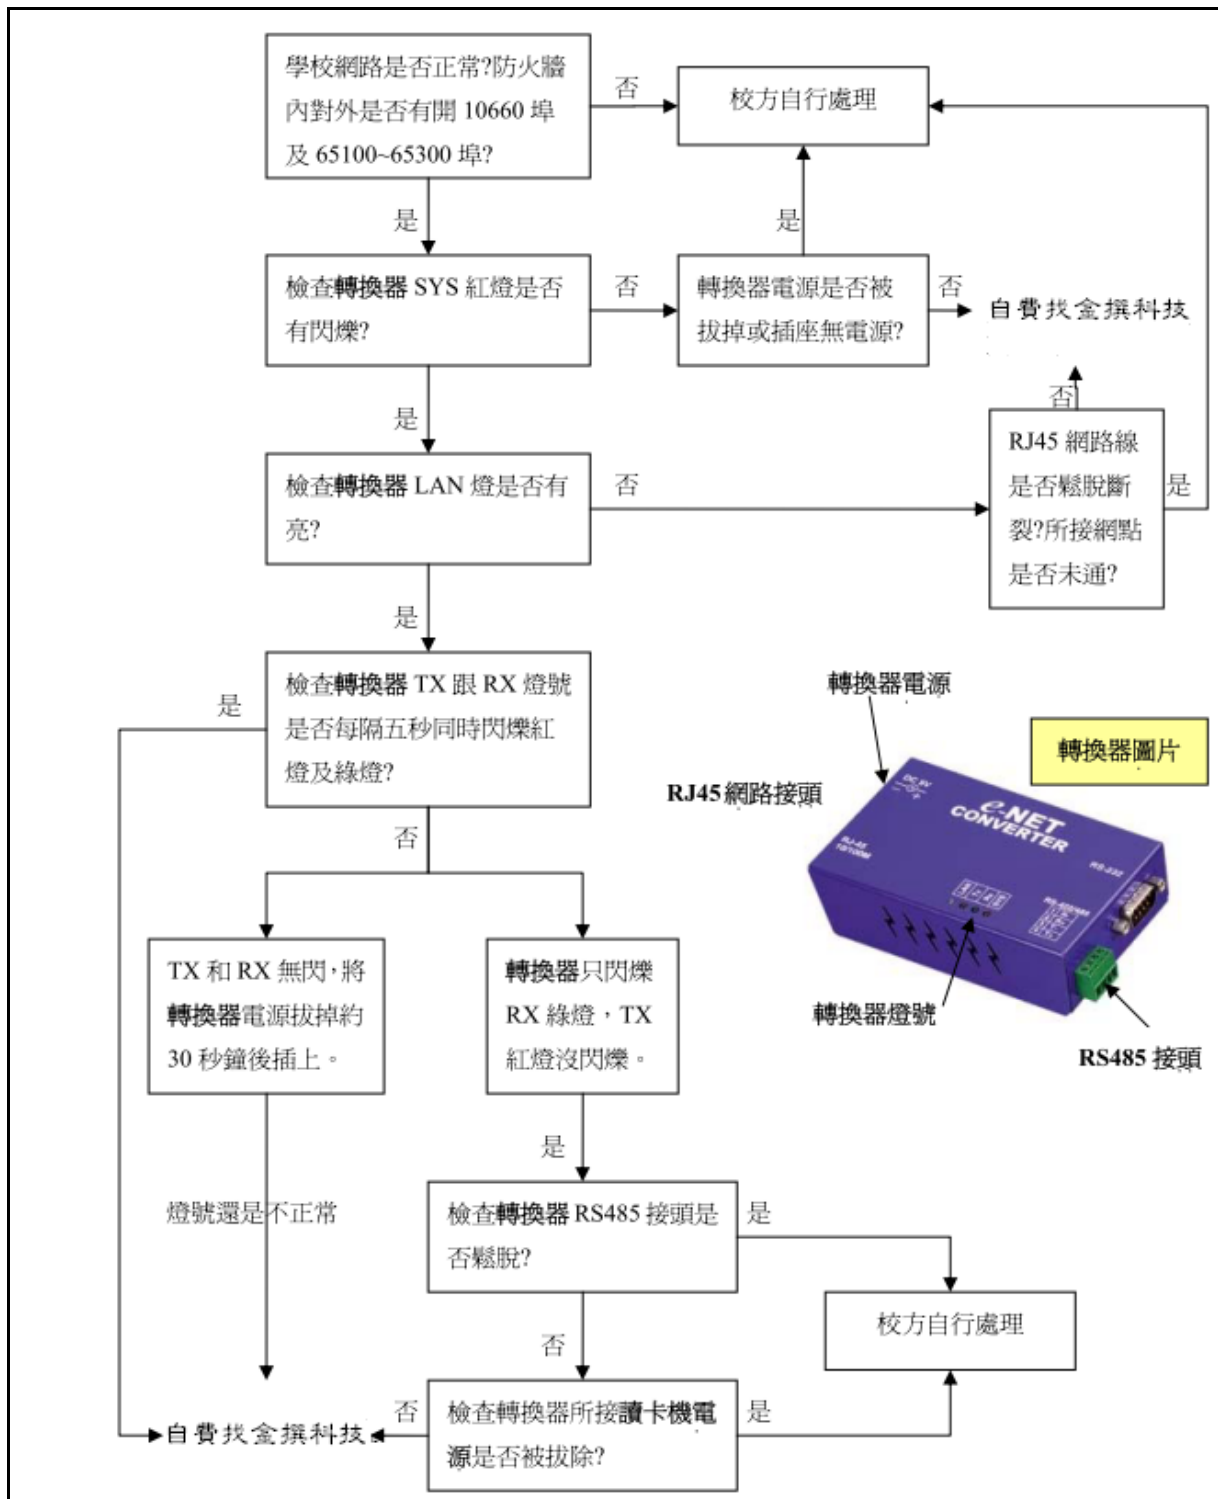 學校網路是否正常?防火牆
內對外是否有開 10660 埠
及 65100~65300 埠?
否
校方自行處理
是
是
檢查轉換器 SYS 紅燈是否
有閃爍?
否
轉換器電源是否被
拔掉或插座無電源?
否
自費找金撰科技
是
否
檢查轉換器 LAN 燈是否有
亮?
否
RJ45 網路線
是否鬆脫斷
裂?所接網點
是否未通?
是
是
檢查轉換器 TX 跟 RX 燈號
是否每隔五秒同時閃爍紅
燈及綠燈?
是
否
轉換器電源
轉換器圖片
RJ45 網路接頭
DC 9V
e-NET
CONVERTER
RJ-45
10/100M
RS-232
RS-422/485
轉換器燈號
RS485 接頭
TX 和 RX 無閃，將
轉換器電源拔掉約
30 秒鐘後插上。
轉換器只閃爍
RX 綠燈，TX
紅燈沒閃爍。
是
燈號還是不正常
檢查轉換器 RS485 接頭是
否鬆脫?
是
校方自行處理
否
自費找金撰科技
否
檢查轉換器所接讀卡機電
源是否被拔除?
是